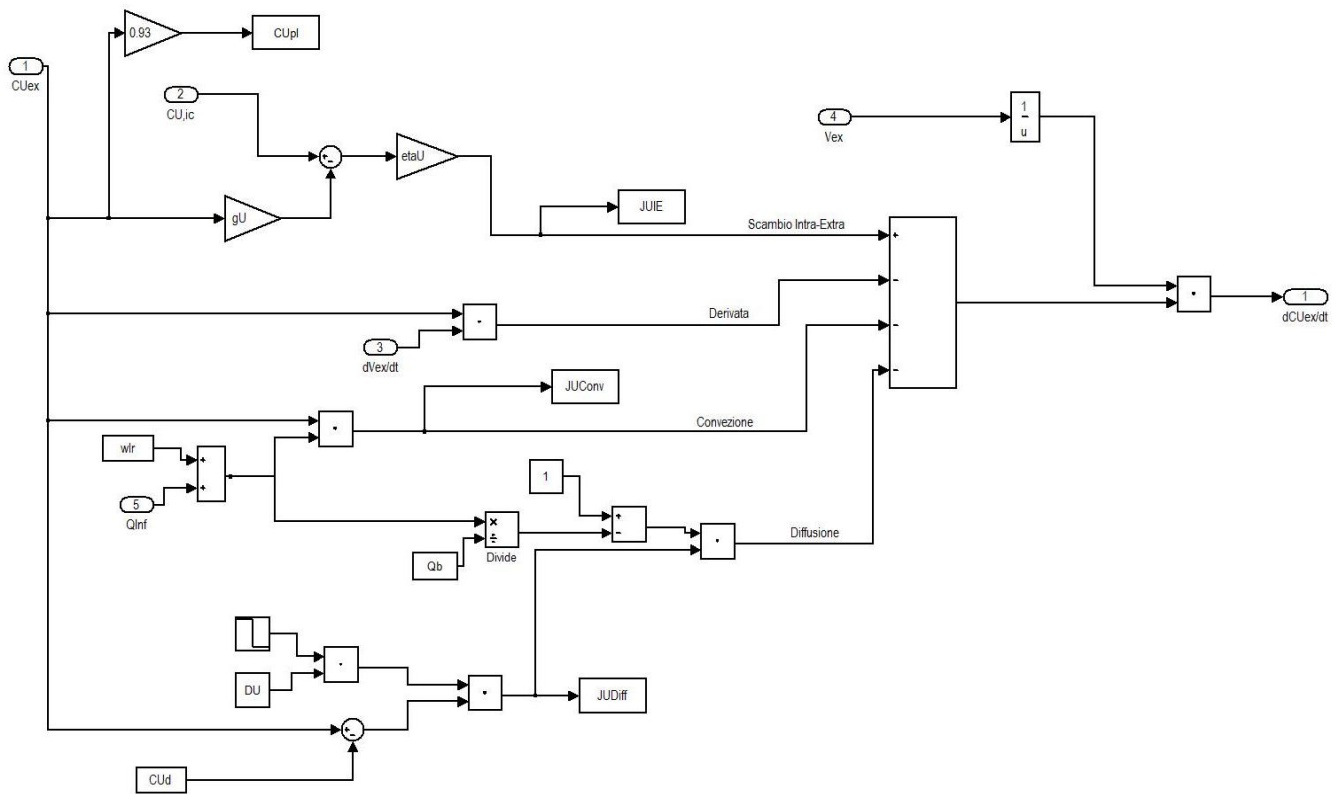 0.93
CUpl
1
CUex
2
CU,ic
4
Vex
1
u
etaU
gU
JUIE
Scambio Intra-Extra
+
-
-
-
Derivata
3
dVex/dt
1
dCUex/dt
JUConv
Convezione
wIr
+
+
5
QInf
1
+
-
×
÷
Divide
Qb
Diffusione
DU
JUDiff
+
-
CUd